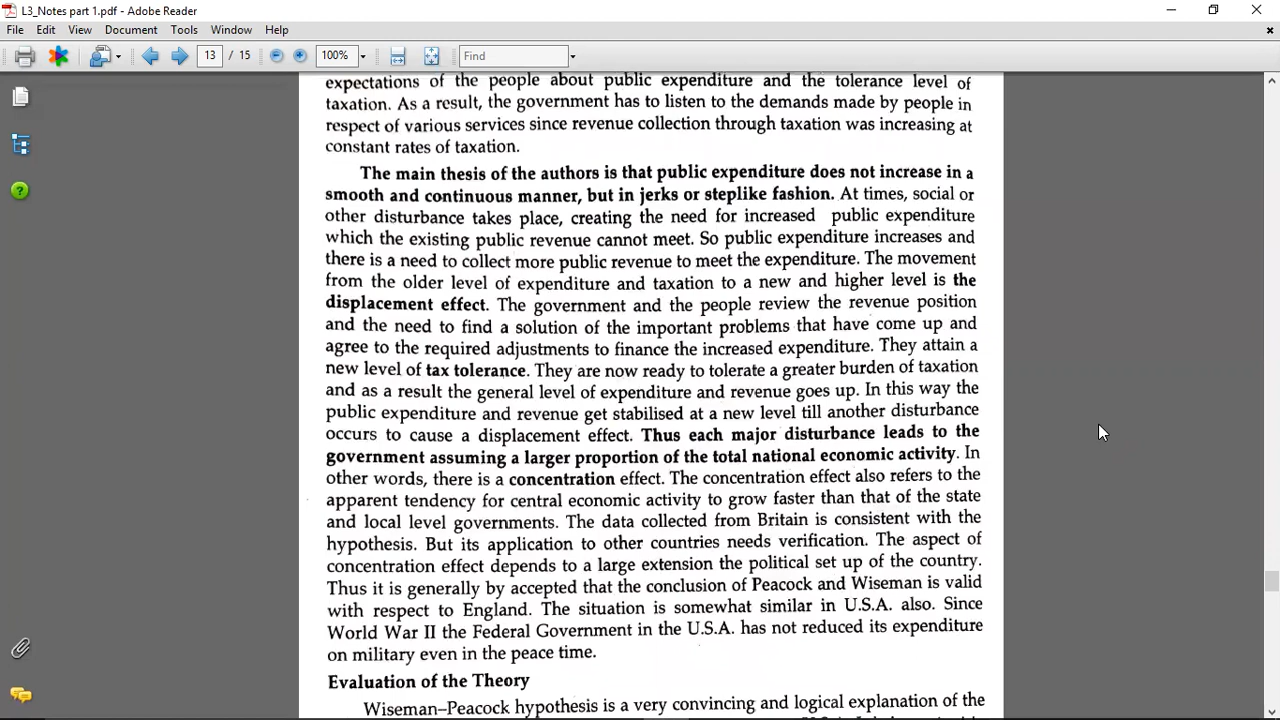 L3_Notes part 1.pdf - Adobe Reader
File Edit View Document Tools Window Help
13 / 15 100% Find
expectations of the people about public expenditure and the tolerance level of
taxation. As a result, the government has to listen to the demands made by people in
respect of various services since revenue collection through taxation was increasing at
constant rates of taxation.
The main thesis of the authors is that public expenditure does not increase in a
smooth and continuous manner, but in jerks or steplike fashion. At times, social or
other disturbance takes place, creating the need for increased public expenditure
which the existing public revenue cannot meet. So public expenditure increases and
there is a need to collect more public revenue to meet the expenditure. The movement
from the older level of expenditure and taxation to a new and higher level is the
displacement effect. The government and the people review the revenue position
and the need to find a solution of the important problems that have come up and
agree to the required adjustments to finance the increased expenditure. They attain a
new level of tax tolerance. They are now ready to tolerate a greater burden of taxation
and as a result the general level of expenditure and revenue goes up. In this way the
public expenditure and revenue get stabilised at a new level till another disturbance
occurs to cause a displacement effect. Thus each major disturbance leads to the
government assuming a larger proportion of the total national economic activity. In
other words, there is a concentration effect. The concentration effect also refers to the
apparent tendency for central economic activity to grow faster than that of the state
and local level governments. The data collected from Britain is consistent with the
hypothesis. But its application to other countries needs verification. The aspect of
concentration effect depends to a large extension the political set up of the country.
Thus it is generally by accepted that the conclusion of Peacock and Wiseman is valid
with respect to England. The situation is somewhat similar in U.S.A. also. Since
World War II the Federal Government in the U.S.A. has not reduced its expenditure
on military even in the peace time.
Evaluation of the Theory
Wiseman–Peacock hypothesis is a very convincing and logical explanation of the